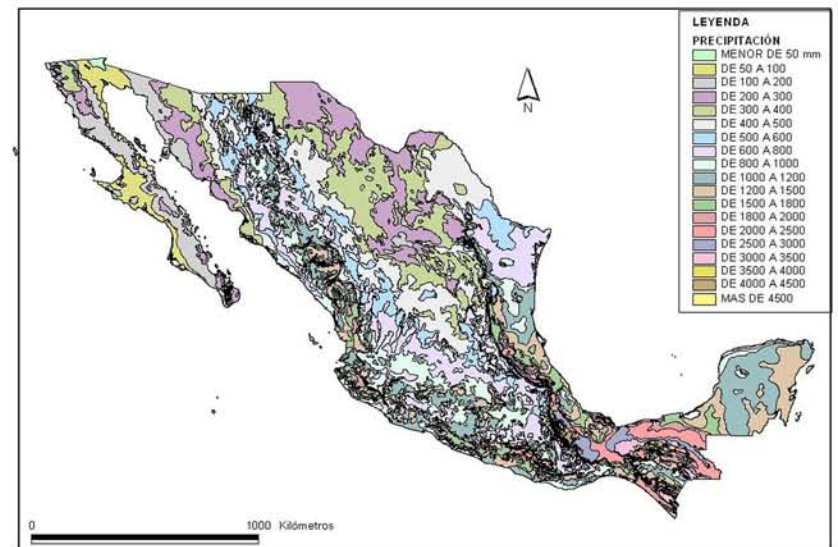 LEYENDA
PRECIPITACIÓN
MENOR DE 50 mm
DE 50 A 100
DE 100 A 200
DE 200 A 300
DE 300 A 400
DE 400 A 500
DE 500 A 600
DE 600 A 800
DE 800 A 1000
DE 1000 A 1200
DE 1200 A 1500
DE 1500 A 1800
DE 1800 A 2000
DE 2000 A 2500
DE 2500 A 3000
DE 3000 A 3500
DE 3500 A 4000
DE 4000 A 4500
MAS DE 4500
N
0 1000 Kilómetros